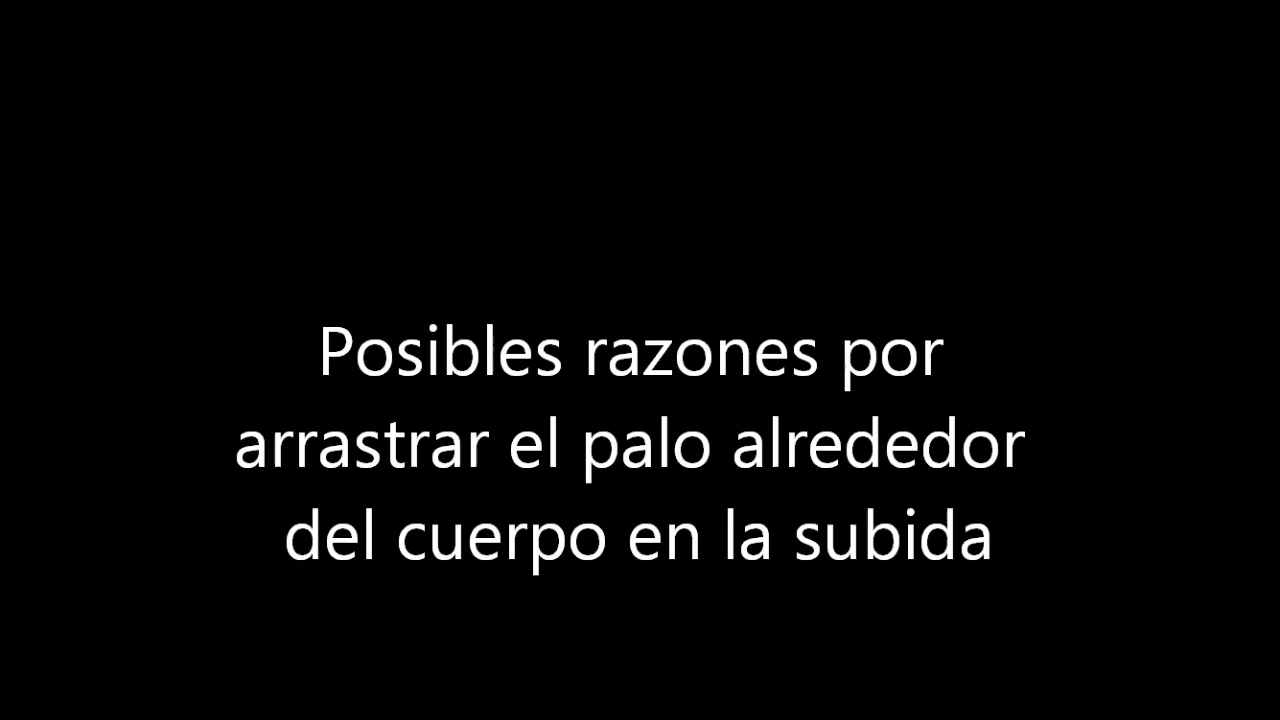 Posibles razones por
arrastrar el palo alrededor
del cuerpo en la subida